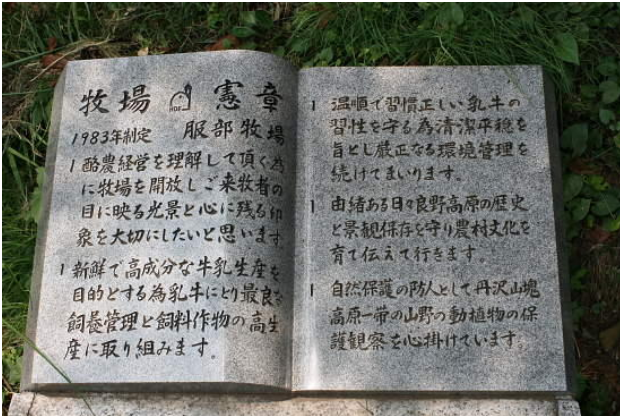 牧場憲章
1983年制定 服部牧場
1 酪農経営を理解して頂く為
に牧場を開放しご来牧者の
目に映る光景と心に残る印
象を大切にしたいと思います
1 新鮮で高成分な牛乳生産を
目的とする為乳牛にとり最良な
飼養管理と飼料作物の高生
産に取り組みます。
1 温順で習慣正しい乳牛の
習性を守る為清潔平穏を
旨とし厳正なる環境管理を
続けてまいります。
1 由緒ある日々良野高原の歴史
と景観保存を守り農村文化を
育て伝えて行きます。
1 自然保護の防人として丹沢山塊
高原一帯の山野の動植物の保
護観察を心掛けています。